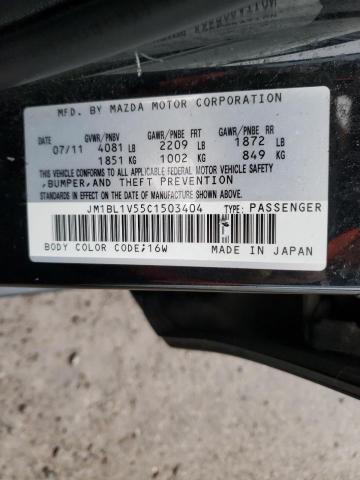 MFD. BY MAZDA MOTOR CORPORATION
DATE GVWR/PNBV GAWR/PNBE FRT GAWR/PNBE RR
07/11 4081 LB 2209 LB 1872 LB
1851 KG 1002 KG 849 KG
THIS VEHICLE CONFORMS TO ALL APPLICABLE FEDERAL MOTOR VEHICLE SAFETY
,BUMPER,AND THEFT PREVENTION
STANDARDS IN EFFECT ON THE DATE OF MANUFACTURE SHOWN ABOVE.
JM1BL1V55C1503404 TYPE: PASSENGER
BODY COLOR CODE;16W MADE IN JAPAN